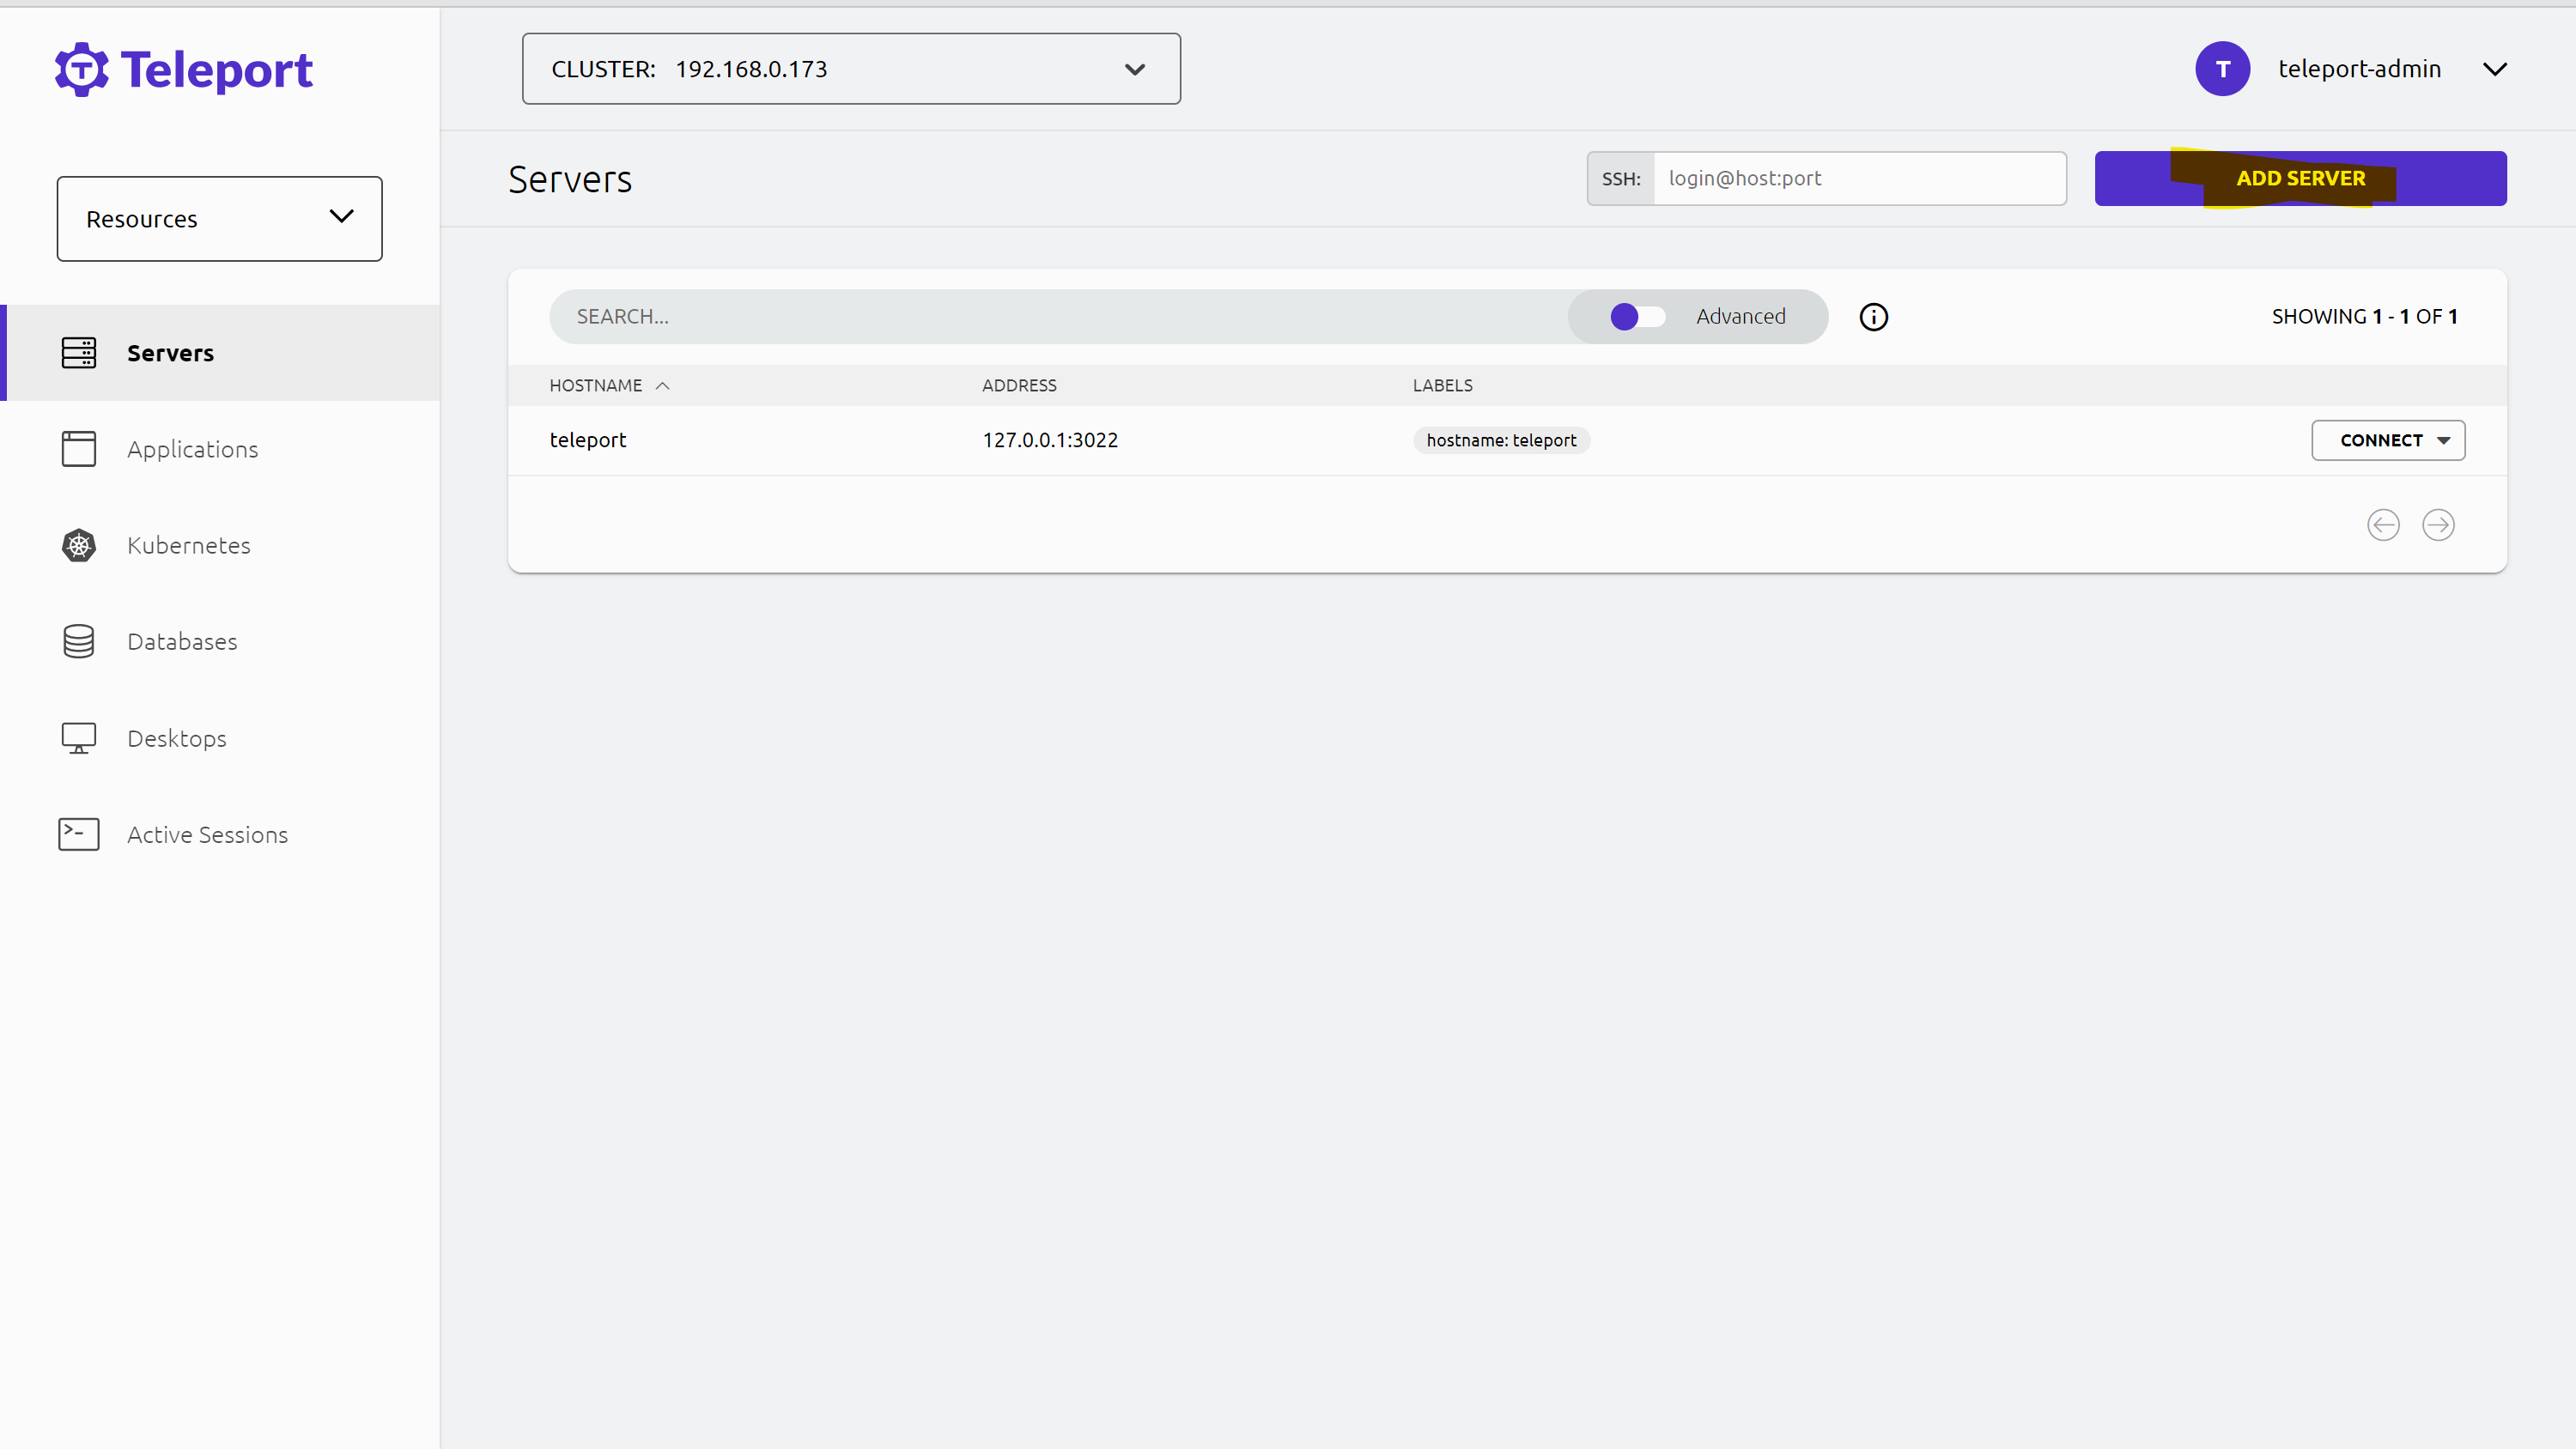 Teleport
CLUSTER: 192.168.0.173
T teleport-admin
Resources
Servers
SSH: login@host:port
ADD SERVER
Servers
Applications
Kubernetes
Databases
Desktops
>- Active Sessions
SEARCH...
Advanced
SHOWING 1 - 1 OF 1
HOSTNAME ADDRESS LABELS
teleport 127.0.0.1:3022 hostname: teleport CONNECT